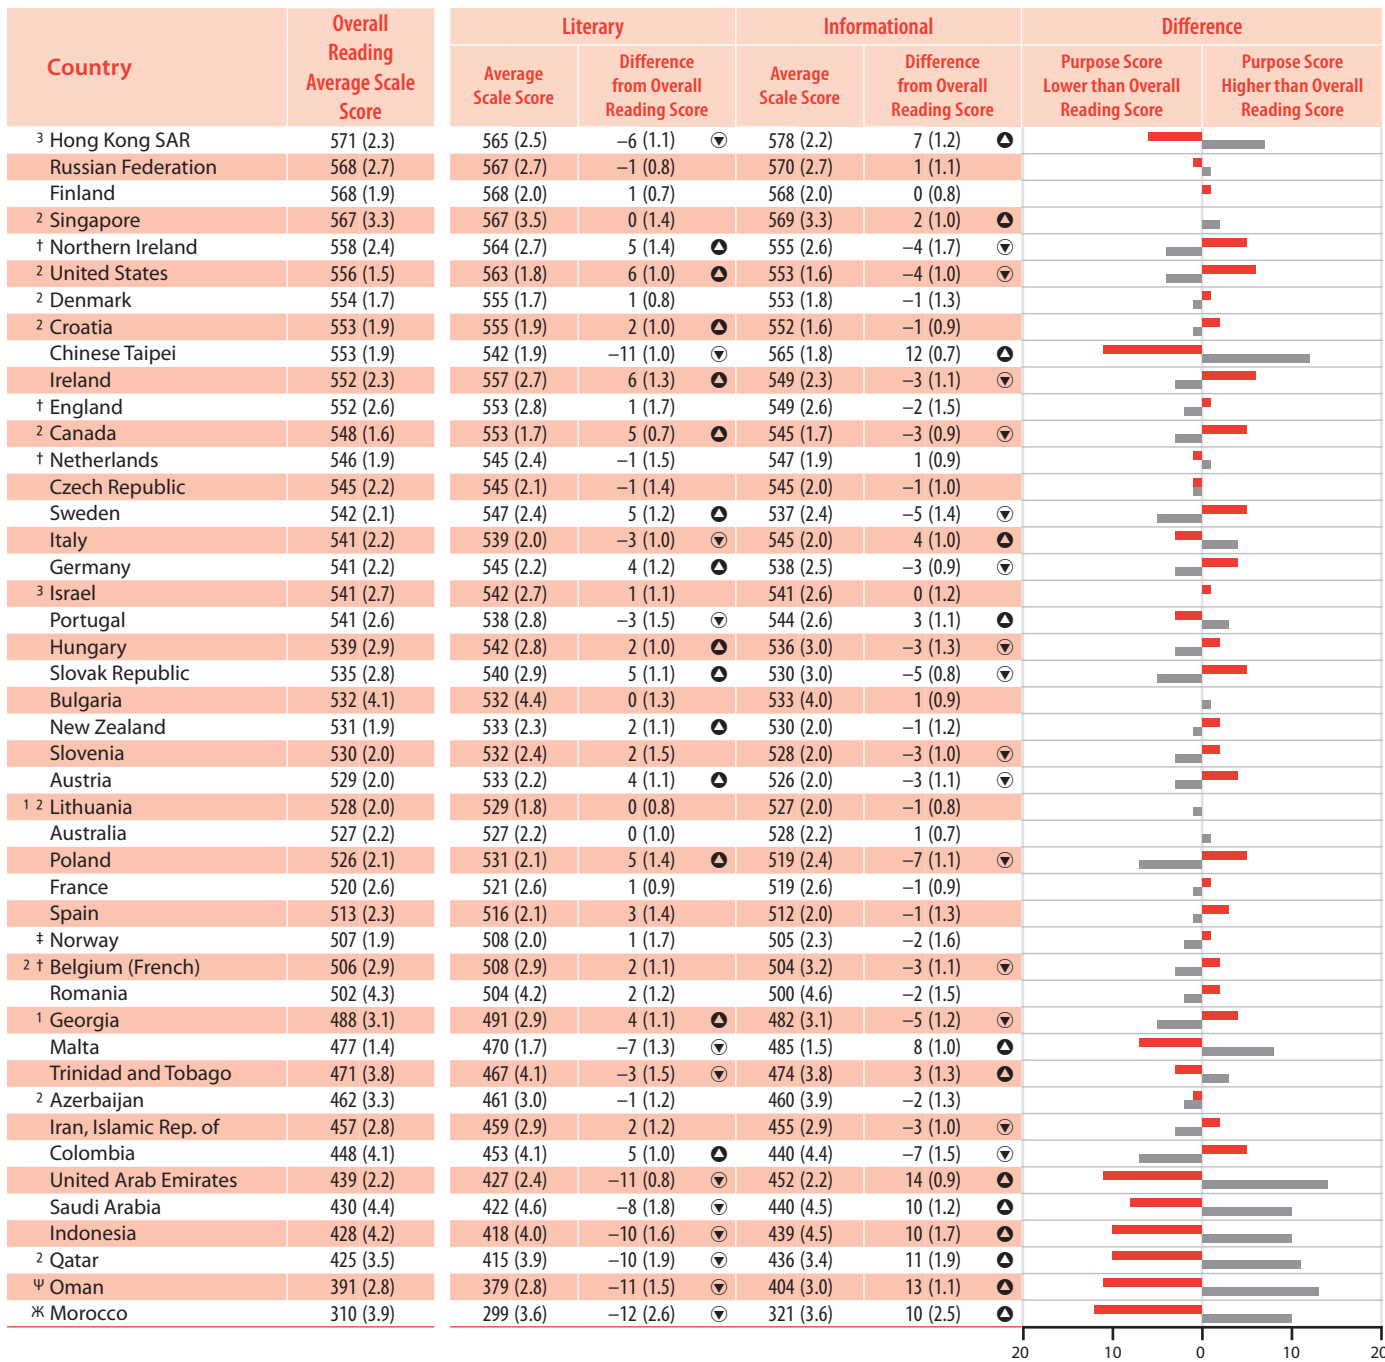 Country Overall Reading Average Scale Score Literary Informational Difference
Average Scale Score Difference from Overall Reading Score Average Scale Score Difference from Overall Reading Score Purpose Score Lower than Overall Reading Score Purpose Score Higher than Overall Reading Score
3 Hong Kong SAR 571 (2.3) 565 (2.5) –6 (1.1) 578 (2.2) 7 (1.2)
Russian Federation 568 (2.7) 567 (2.7) –1 (0.8) 570 (2.7) 1 (1.1)
Finland 568 (1.9) 568 (2.0) 1 (0.7) 568 (2.0) 0 (0.8)
2 Singapore 567 (3.3) 567 (3.5) 0 (1.4) 569 (3.3) 2 (1.0)
† Northern Ireland 558 (2.4) 564 (2.7) 5 (1.4) 555 (2.6) –4 (1.7)
2 United States 556 (1.5) 563 (1.8) 6 (1.0) 553 (1.6) –4 (1.0)
2 Denmark 554 (1.7) 555 (1.7) 1 (0.8) 553 (1.8) –1 (1.3)
2 Croatia 553 (1.9) 555 (1.9) 2 (1.0) 552 (1.6) –1 (0.9)
Chinese Taipei 553 (1.9) 542 (1.9) –11 (1.0) 565 (1.8) 12 (0.7)
Ireland 552 (2.3) 557 (2.7) 6 (1.3) 549 (2.3) –3 (1.1)
† England 552 (2.6) 553 (2.8) 1 (1.7) 549 (2.6) –2 (1.5)
2 Canada 548 (1.6) 553 (1.7) 5 (0.7) 545 (1.7) –3 (0.9)
† Netherlands 546 (1.9) 545 (2.4) –1 (1.5) 547 (1.9) 1 (0.9)
Czech Republic 545 (2.2) 545 (2.1) –1 (1.4) 545 (2.0) –1 (1.0)
Sweden 542 (2.1) 547 (2.4) 5 (1.2) 537 (2.4) –5 (1.4)
Italy 541 (2.2) 539 (2.0) –3 (1.0) 545 (2.0) 4 (1.0)
Germany 541 (2.2) 545 (2.2) 4 (1.2) 538 (2.5) –3 (0.9)
3 Israel 541 (2.7) 542 (2.7) 1 (1.1) 541 (2.6) 0 (1.2)
Portugal 541 (2.6) 538 (2.8) –3 (1.5) 544 (2.6) 3 (1.1)
Hungary 539 (2.9) 542 (2.8) 2 (1.0) 536 (3.0) –3 (1.3)
Slovak Republic 535 (2.8) 540 (2.9) 5 (1.1) 530 (3.0) –5 (0.8)
Bulgaria 532 (4.1) 532 (4.4) 0 (1.3) 533 (4.0) 1 (0.9)
New Zealand 531 (1.9) 533 (2.3) 2 (1.1) 530 (2.0) –1 (1.2)
Slovenia 530 (2.0) 532 (2.4) 2 (1.5) 528 (2.0) –3 (1.0)
Austria 529 (2.0) 533 (2.2) 4 (1.1) 526 (2.0) –3 (1.1)
1 2 Lithuania 528 (2.0) 529 (1.8) 0 (0.8) 527 (2.0) –1 (0.8)
Australia 527 (2.2) 527 (2.2) 0 (1.0) 528 (2.2) 1 (0.7)
Poland 526 (2.1) 531 (2.1) 5 (1.4) 519 (2.4) –7 (1.1)
France 520 (2.6) 521 (2.6) 1 (0.9) 519 (2.6) –1 (0.9)
Spain 513 (2.3) 516 (2.1) 3 (1.4) 512 (2.0) –1 (1.3)
‡ Norway 507 (1.9) 508 (2.0) 1 (1.7) 505 (2.3) –2 (1.6)
2 † Belgium (French) 506 (2.9) 508 (2.9) 2 (1.1) 504 (3.2) –3 (1.1)
Romania 502 (4.3) 504 (4.2) 2 (1.2) 500 (4.6) –2 (1.5)
1 Georgia 488 (3.1) 491 (2.9) 4 (1.1) 482 (3.1) –5 (1.2)
Malta 477 (1.4) 470 (1.7) –7 (1.3) 485 (1.5) 8 (1.0)
Trinidad and Tobago 471 (3.8) 467 (4.1) –3 (1.5) 474 (3.8) 3 (1.3)
2 Azerbaijan 462 (3.3) 461 (3.0) –1 (1.2) 460 (3.9) –2 (1.3)
Iran, Islamic Rep. of 457 (2.8) 459 (2.9) 2 (1.2) 455 (2.9) –3 (1.0)
Colombia 448 (4.1) 453 (4.1) 5 (1.0) 440 (4.4) –7 (1.5)
United Arab Emirates 439 (2.2) 427 (2.4) –11 (0.8) 452 (2.2) 14 (0.9)
Saudi Arabia 430 (4.4) 422 (4.6) –8 (1.8) 440 (4.5) 10 (1.2)
Indonesia 428 (4.2) 418 (4.0) –10 (1.6) 439 (4.5) 10 (1.7)
2 Qatar 425 (3.5) 415 (3.9) –10 (1.9) 436 (3.4) 11 (1.9)
Ψ Oman 391 (2.8) 379 (2.8) –11 (1.5) 404 (3.0) 13 (1.1)
Ж Morocco 310 (3.9) 299 (3.6) –12 (2.6) 321 (3.6) 10 (2.5)
20 10 0 10 20